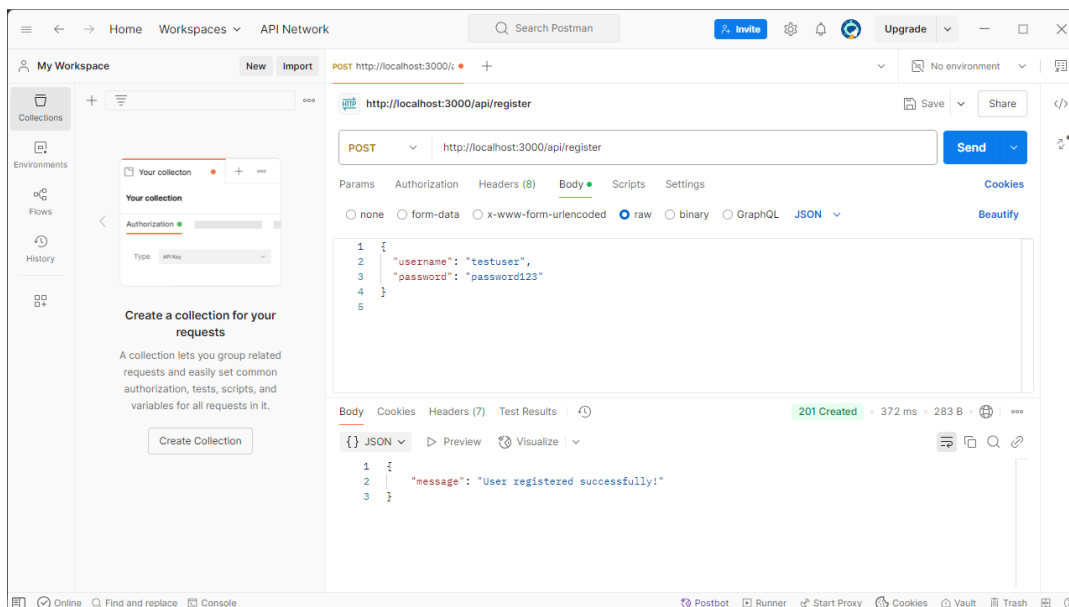 Home Workspaces API Network Search Postman Invite Upgrade
My Workspace New Import POST http://localhost:3000/a No environment
Collections
Environments
Flows
History
Your collecton
Your collection
Authorization
Type API Key
Create a collection for your
requests
A collection lets you group related
requests and easily set common
authorization, tests, scripts, and
variables for all requests in it.
Create Collection
HTTP http://localhost:3000/api/register Save Share </>
POST http://localhost:3000/api/register Send
Params Authorization Headers (8) Body Scripts Settings Cookies
none form-data x-www-form-urlencoded raw binary GraphQL JSON Beautify
1 {
2 "username": "testuser",
3 "password": "password123"
4 }
5
Body Cookies Headers (7) Test Results 201 Created 372 ms 283 B
{} JSON Preview Visualize
1 {
2 "message": "User registered successfully!"
3 }
Online Find and replace Console Postbot Runner Start Proxy Cookies Vault Trash